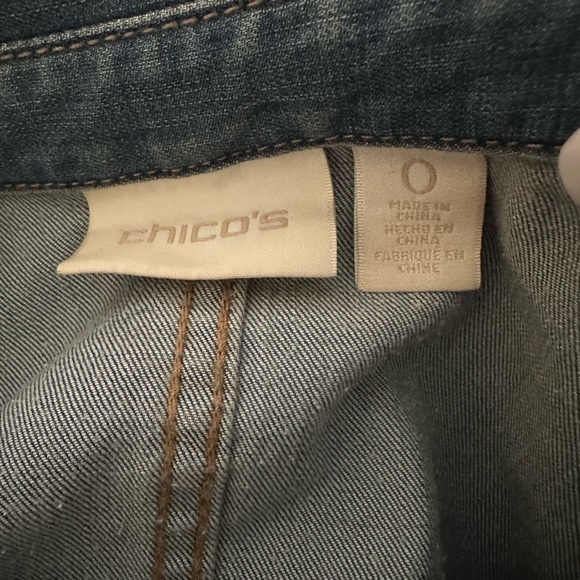 chico's
0
MADE IN
CHINA
HECHO EN
CHINA
FABRIQUÉ EN
CHINE